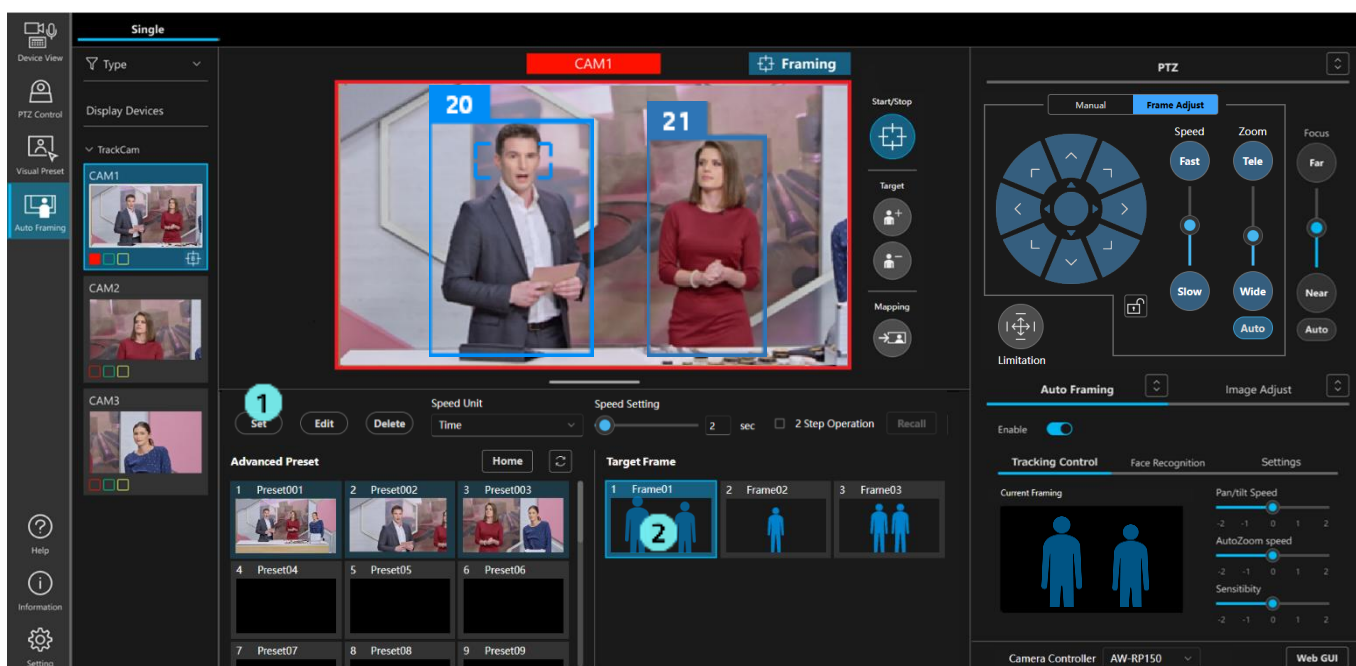 Single
Device View
PTZ Control
Visual Preset
Auto Framing
Help
Information
Setting
Type
Display Devices
TrackCam
CAM1
CAM2
CAM3
CAM1
Framing
20
21
Start/Stop
Target
Mapping
1
Set
Edit
Delete
Speed Unit
Time
Speed Setting
2 sec
2 Step Operation
Recall
Advanced Preset
Home
1 Preset001
2 Preset002
3 Preset003
4 Preset04
5 Preset05
6 Preset06
7 Preset07
8 Preset08
9 Preset09
Target Frame
1 Frame01
2 Frame02
3 Frame03
2
PTZ
Manual
Frame Adjust
Speed
Zoom
Focus
Fast
Tele
Far
Slow
Wide
Near
Auto
Auto
Limitation
Auto Framing
Image Adjust
Enable
Tracking Control
Face Recognition
Settings
Current Framing
Pan/tilt Speed
-2 -1 0 1 2
AutoZoom speed
-2 -1 0 1 2
Sensitibity
-2 -1 0 1 2
Camera Controller
AW-RP150
Web GUI